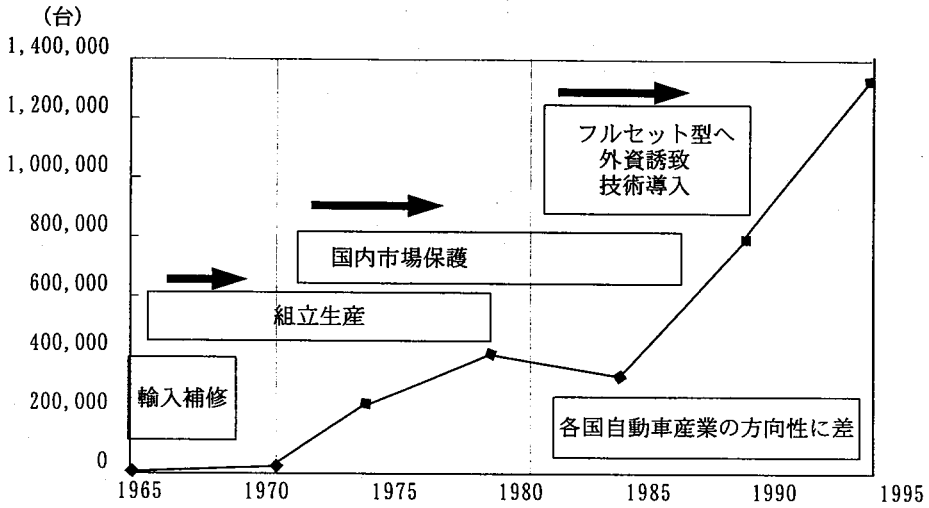 (台)
1,400,000
1,200,000
1,000,000
800,000
600,000
400,000
200,000
0
フルセット型へ
外資誘致
技術導入
国内市場保護
組立生産
輸入補修
各国自動車産業の方向性に差
1965
1970
1975
1980
1985
1990
1995